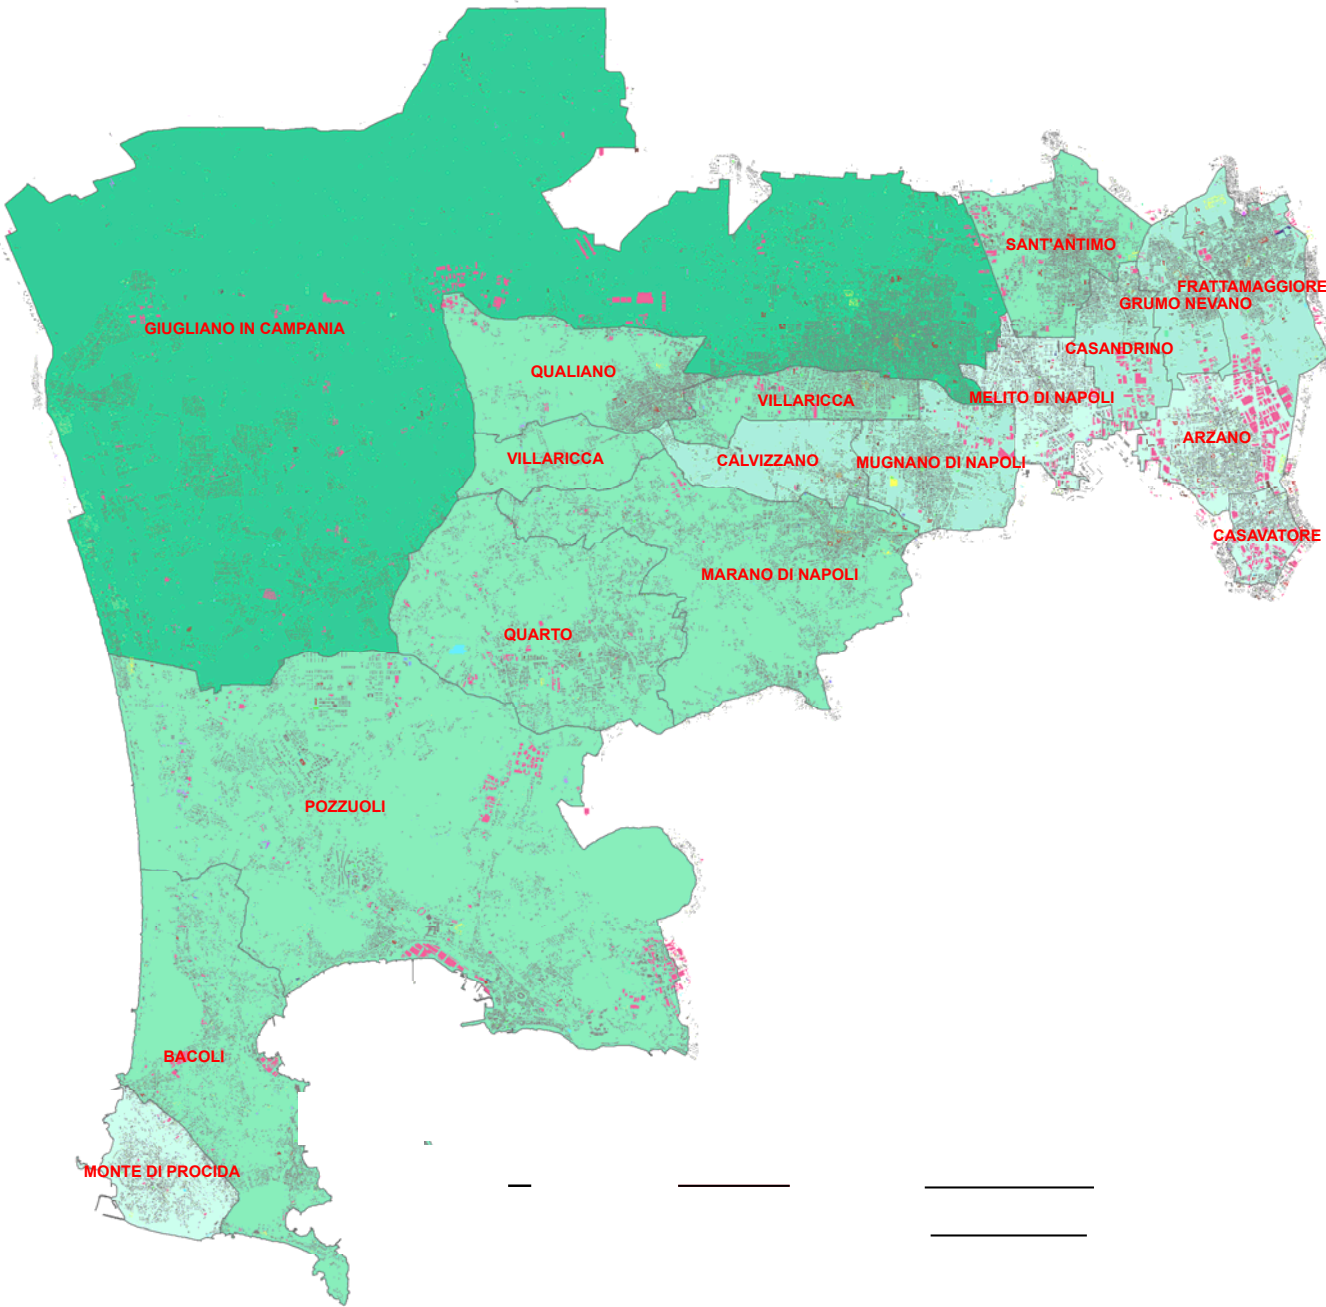 SANT'ANTIMO
FRATTAMAGGIORE
GRUMO NEVANO
GIUGLIANO IN CAMPANIA
CASANDRINO
QUALIANO
MELITO DI NAPOLI
VILLARICCA
ARZANO
VILLARICCA
CALVIZZANO
MUGNANO DI NAPOLI
CASAVATORE
MARANO DI NAPOLI
QUARTO
POZZUOLI
BACOLI
MONTE DI PROCIDA